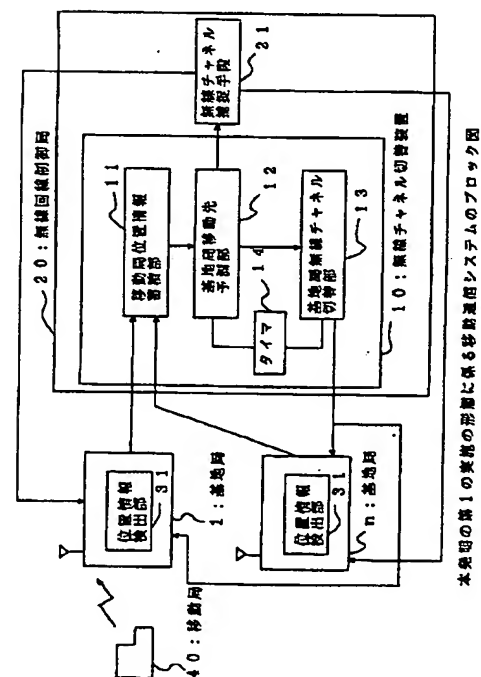 20：無線回線制御局
無線チャネル
捕捉手段
21
移動局位置情報
蓄積部
11
基地局移動先
予測部
12
基地局無線チャネル
切替部
13
タイマ
14
10：無線チャネル切替装置
位置情報
検出部
31
1：基地局
位置情報
検出部
31
n：基地局
40：移動局
本発明の第1の実施の形態に係る移動通信システムのブロック図